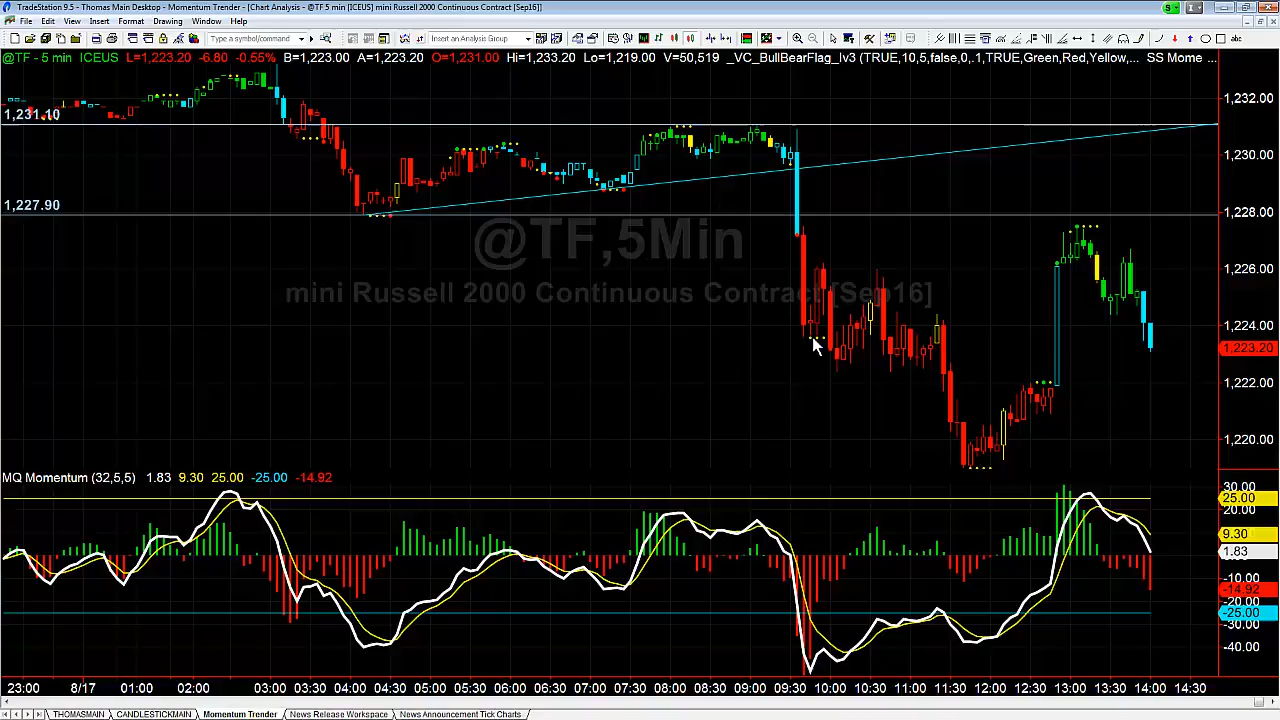 TradeStation 9.5 - Thomas Main Desktop - Momentum Trender - [Chart Analysis - @TF 5 min [ICEUS] mini Russell 2000 Continuous Contract [Sep16]]
File Edit View Insert Format Drawing Window Help
Type a symbol/command
Insert an Analysis Group
abc
@TF - 5 min ICEUS L=1,223.20 -6.80 -0.55% B=1,223.00 A=1,223.20 O=1,231.00 Hi=1,233.20 Lo=1,219.00 V=50,519 _VC_BullBearFlag_lv3 (TRUE,10,5,false,0,.1,TRUE,Green,Red,Yellow,... SS Mome ...
1,232.00
1,231.10
1,230.00
1,227.90
1,228.00
@TF,5Min
1,226.00
mini Russell 2000 Continuous Contract [Sep16]
1,224.00
1,223.20
1,222.00
1,220.00
MQ Momentum (32,5,5) 1.83 9.30 25.00 -25.00 -14.92
30.00
25.00
20.00
9.30
1.83
-10.00
-14.92
-20.00
-25.00
-30.00
-40.00
23:00 8/17 01:00 02:00 03:00 03:30 04:00 04:30 05:00 05:30 06:00 06:30 07:00 07:30 08:00 08:30 09:00 09:30 10:00 10:30 11:00 11:30 12:00 12:30 13:00 13:30 14:00 14:30
THOMASMAIN CANDLESTICKMAIN Momentum Trender News Release Workspace News Announcement Tick Charts